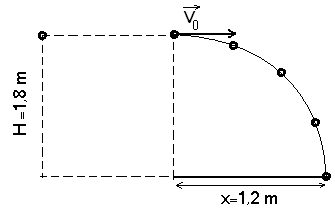 V₀
H = 1,8 m
x=1,2 m